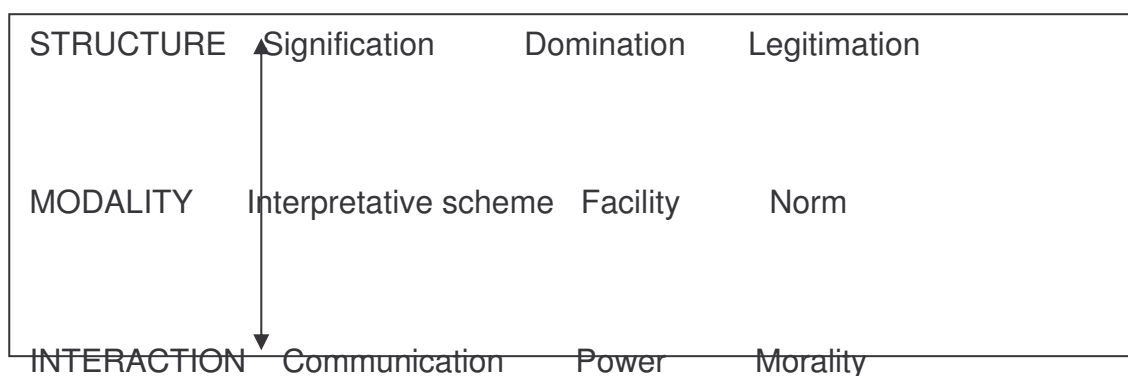 STRUCTURE Signification Domination Legitimation
MODALITY Interpretative scheme Facility Norm
INTERACTION Communication Power Morality